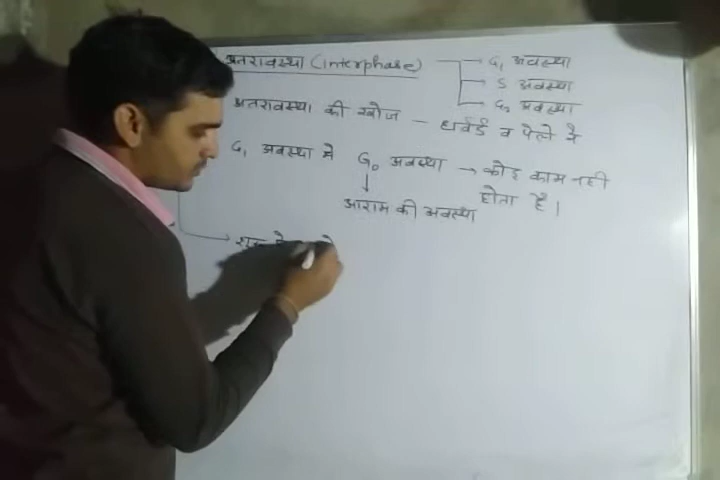 अंतरावस्था (interphase) G₁ अवस्था
S अवस्था
G₂ अवस्था
अंतरावस्था की खोज - हावर्ड व पेल्क ने
G₁ अवस्था मे G₀ अवस्था → कोइ काम नही
होता है।
आराम की अवस्था